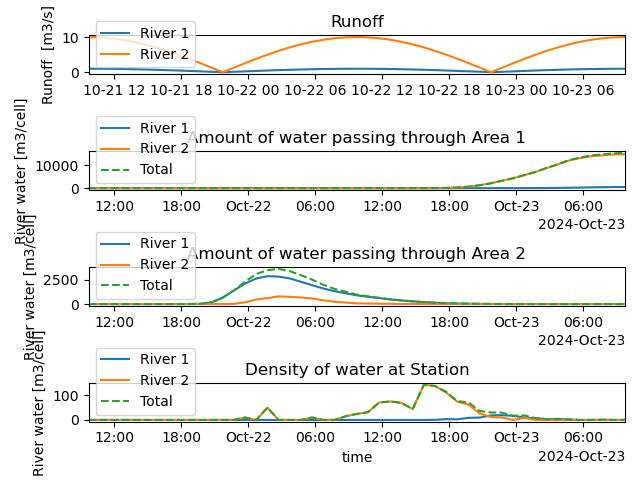 Runoff
Runoff  [m3/s]
River 1
River 2
10
0
10-21 12 10-21 18 10-22 00 10-22 06 10-22 12 10-22 18 10-23 00 10-23 06
Amount of water passing through Area 1
River water [m3/cell]
River 1
River 2
Total
10000
0
12:00 18:00 Oct-22 06:00 12:00 18:00 Oct-23 06:00
2024-Oct-23
Amount of water passing through Area 2
River water [m3/cell]
River 1
River 2
Total
2500
0
12:00 18:00 Oct-22 06:00 12:00 18:00 Oct-23 06:00
2024-Oct-23
Density of water at Station
River water [m3/cell]
River 1
River 2
Total
100
0
12:00 18:00 Oct-22 06:00 12:00 18:00 Oct-23 06:00
time
2024-Oct-23